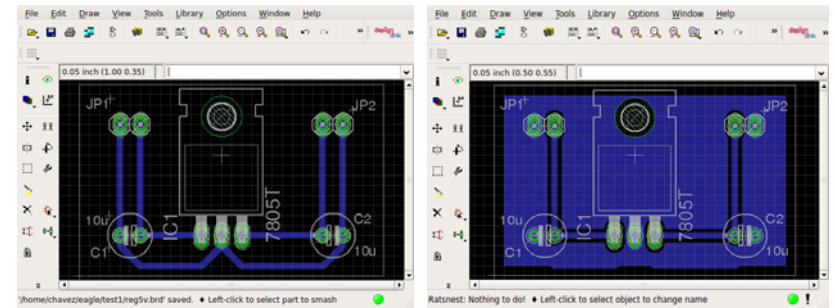 File Edit Draw View Tools Library Options Window Help
0.05 inch (1.00 0.35)
JP1
JP2
IC1
7805T
10u
C1
C2
10u
'/home/chavez/eagle/test1/reg5v.brd' saved. ♦ Left-click to select part to smash
File Edit Draw View Tools Library Options Window Help
0.05 inch (0.50 0.55)
JP1
JP2
IC1
7805T
10u
C1
C2
10u
Ratsnest: Nothing to do! ♦ Left-click to select object to change name